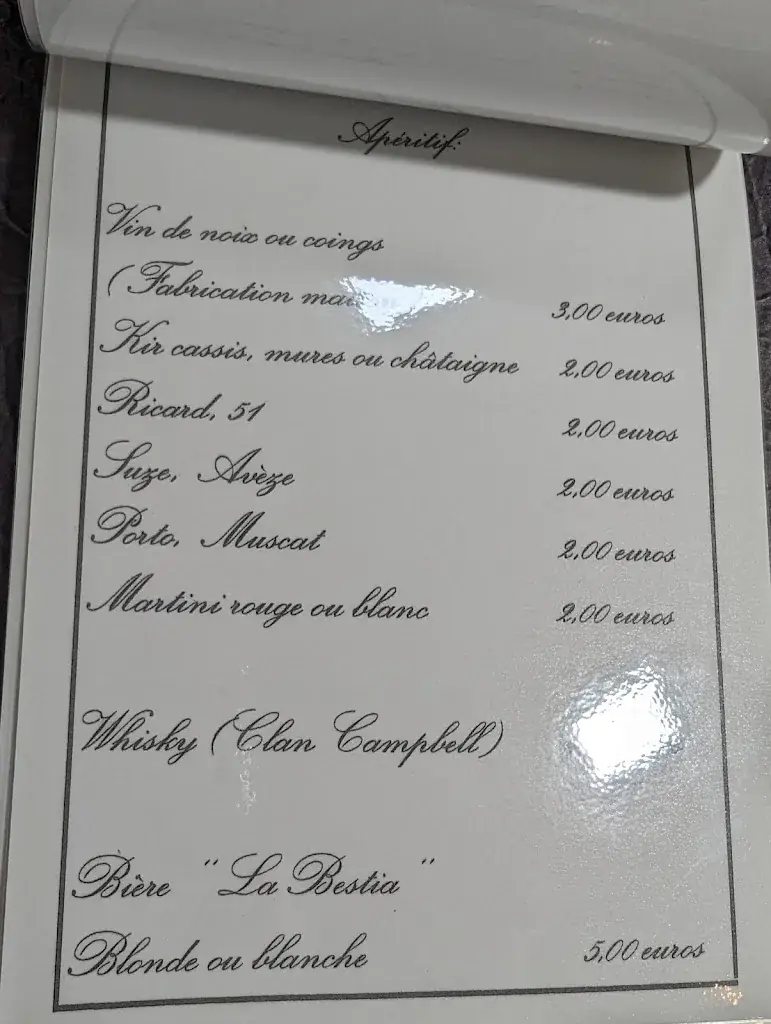 Apéritif:
Vin de noix ou coings
(Fabrication 3,00 euros
Kir cassis, mures ou châtaigne 2,00 euros
Ricard, 51 2,00 euros
Suze, Avèze 2,00 euros
Porto, Muscat 2,00 euros
Martini rouge ou blanc 2,00 euros
Whisky (Clan Campbell)
Bière "La Bestia"
Blonde ou blanche 5,00 euros